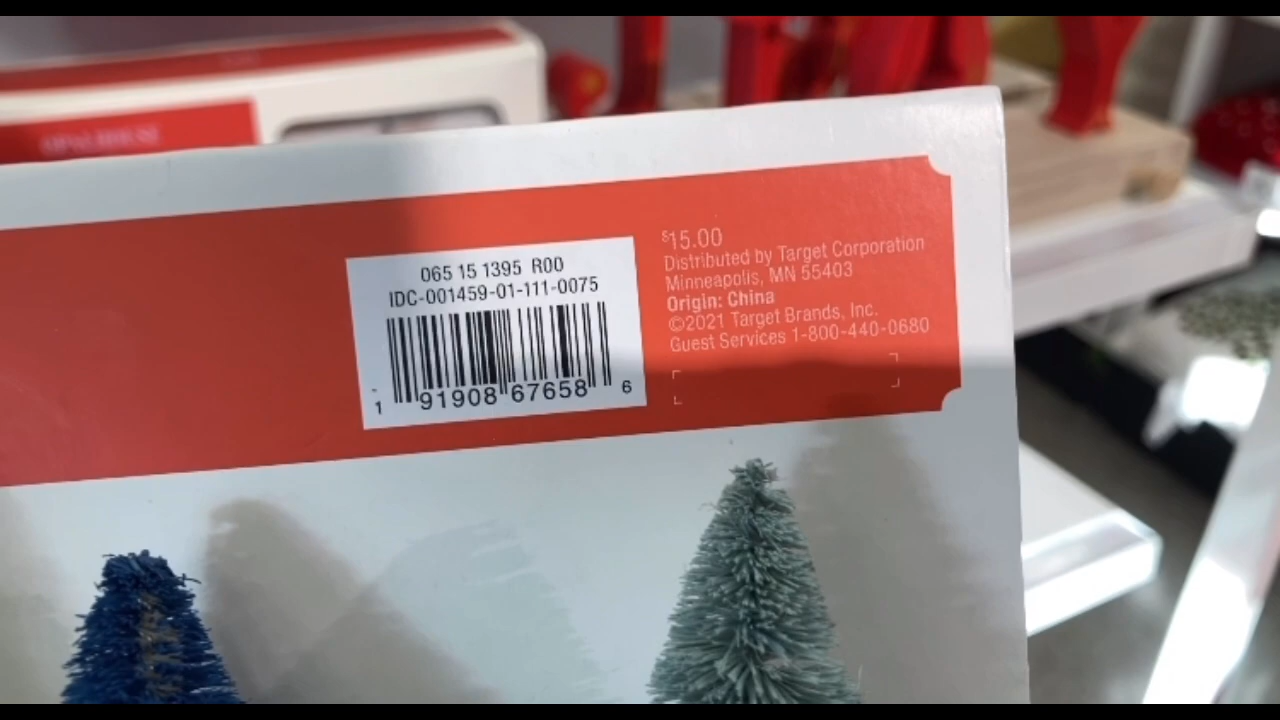 OPALHOUSE
065 15 1395 R00
IDC-001459-01-111-0075
1 91908 67658 6
$15.00
Distributed by Target Corporation
Minneapolis, MN 55403
Origin: China
©2021 Target Brands, Inc.
Guest Services 1-800-440-0680